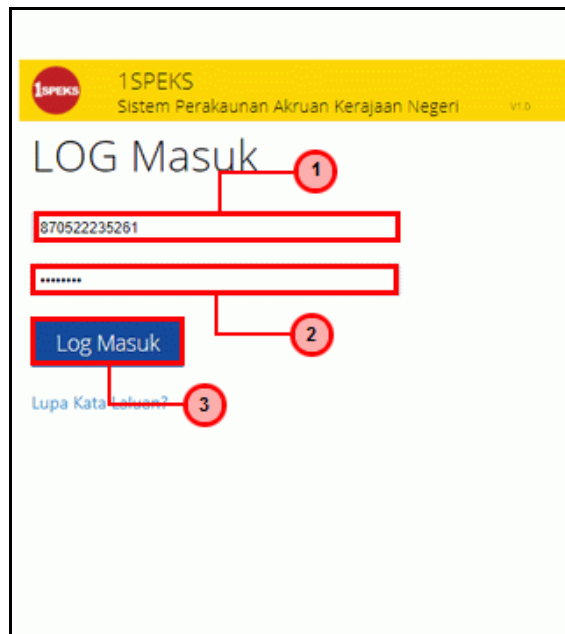 1SPEKS
1SPEKS
Sistem Perakaunan Akruan Kerajaan Negeri V1.0
LOG Masuk
1
870522235261
••••••••
2
Log Masuk
Lupa Kata Laluan?
3